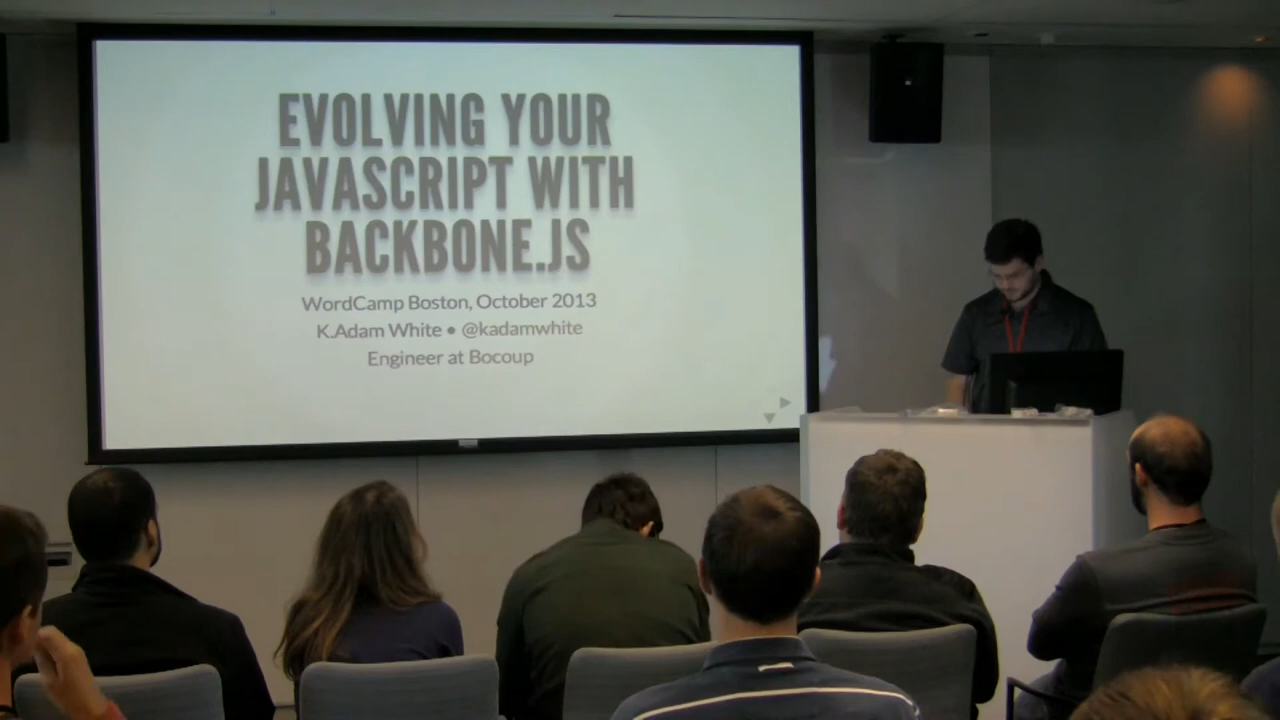 EVOLVING YOUR
JAVASCRIPT WITH
BACKBONE.JS
WordCamp Boston, October 2013
K.Adam White • @kadamwhite
Engineer at Bocoup